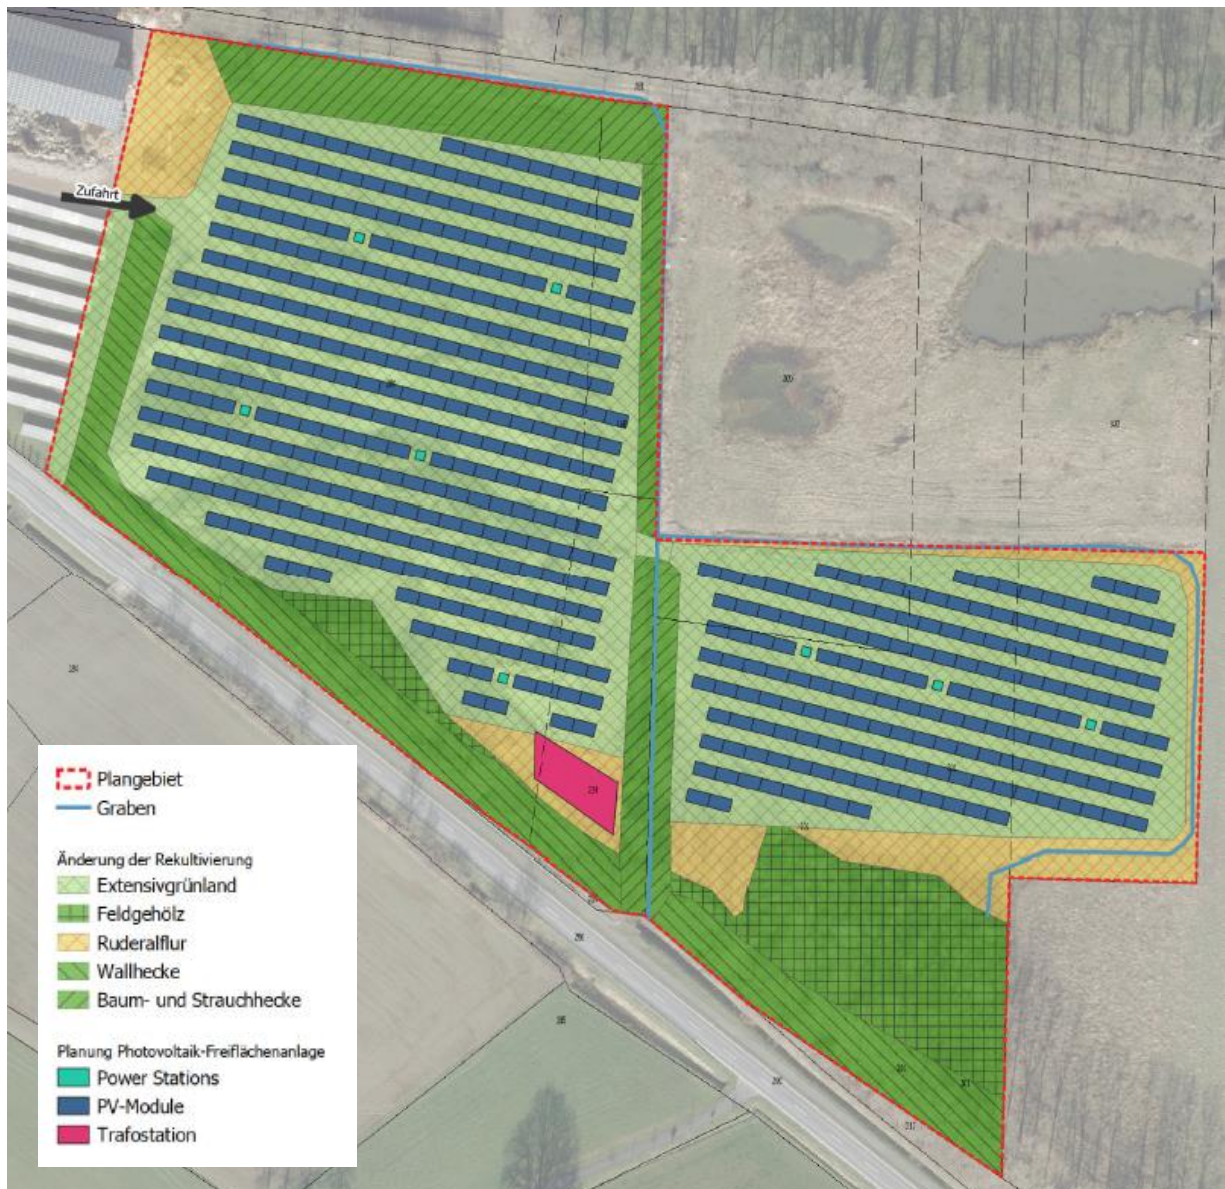 Zufahrt
Plangebiet
Graben
Änderung der Rekultivierung
Extensivgrünland
Feldgehölz
Ruderalflur
Wallhecke
Baum- und Strauchhecke
Planung Photovoltaik-Freiflächenanlage
Power Stations
PV-Module
Trafostation